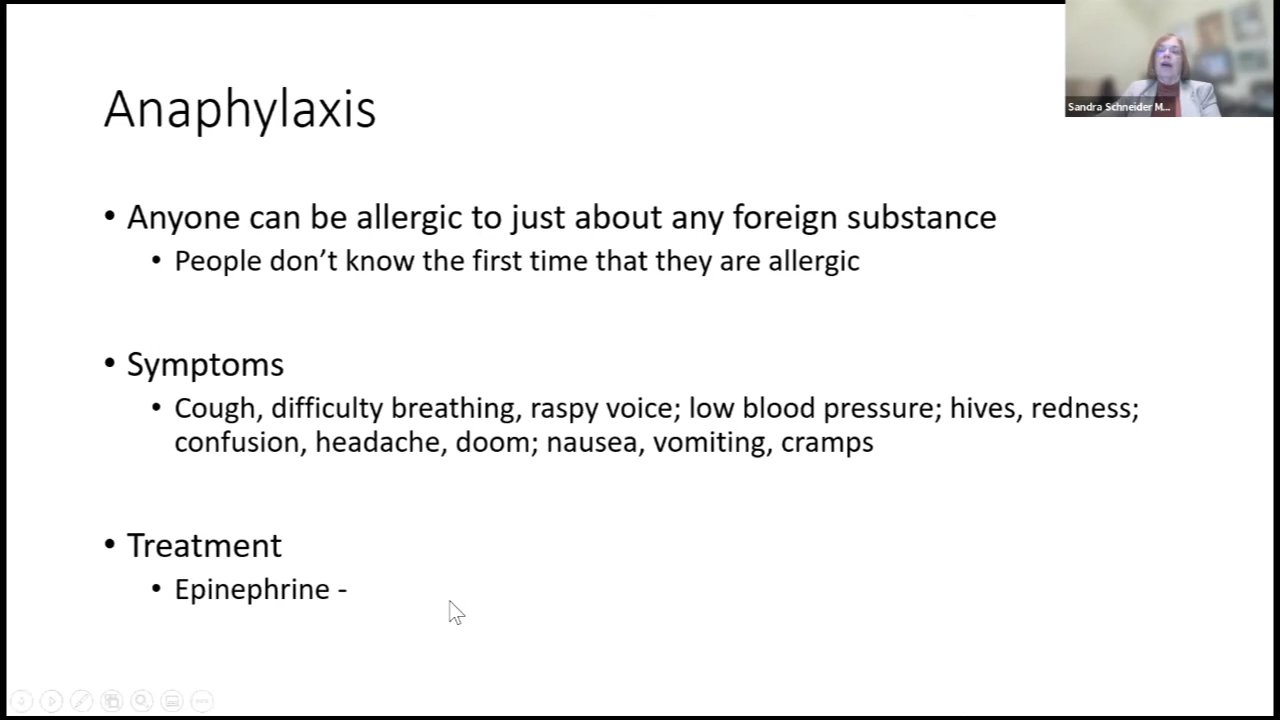 Sandra Schneider M...
Anaphylaxis
• Anyone can be allergic to just about any foreign substance
• People don’t know the first time that they are allergic
• Symptoms
• Cough, difficulty breathing, raspy voice; low blood pressure; hives, redness;
confusion, headache, doom; nausea, vomiting, cramps
• Treatment
• Epinephrine -